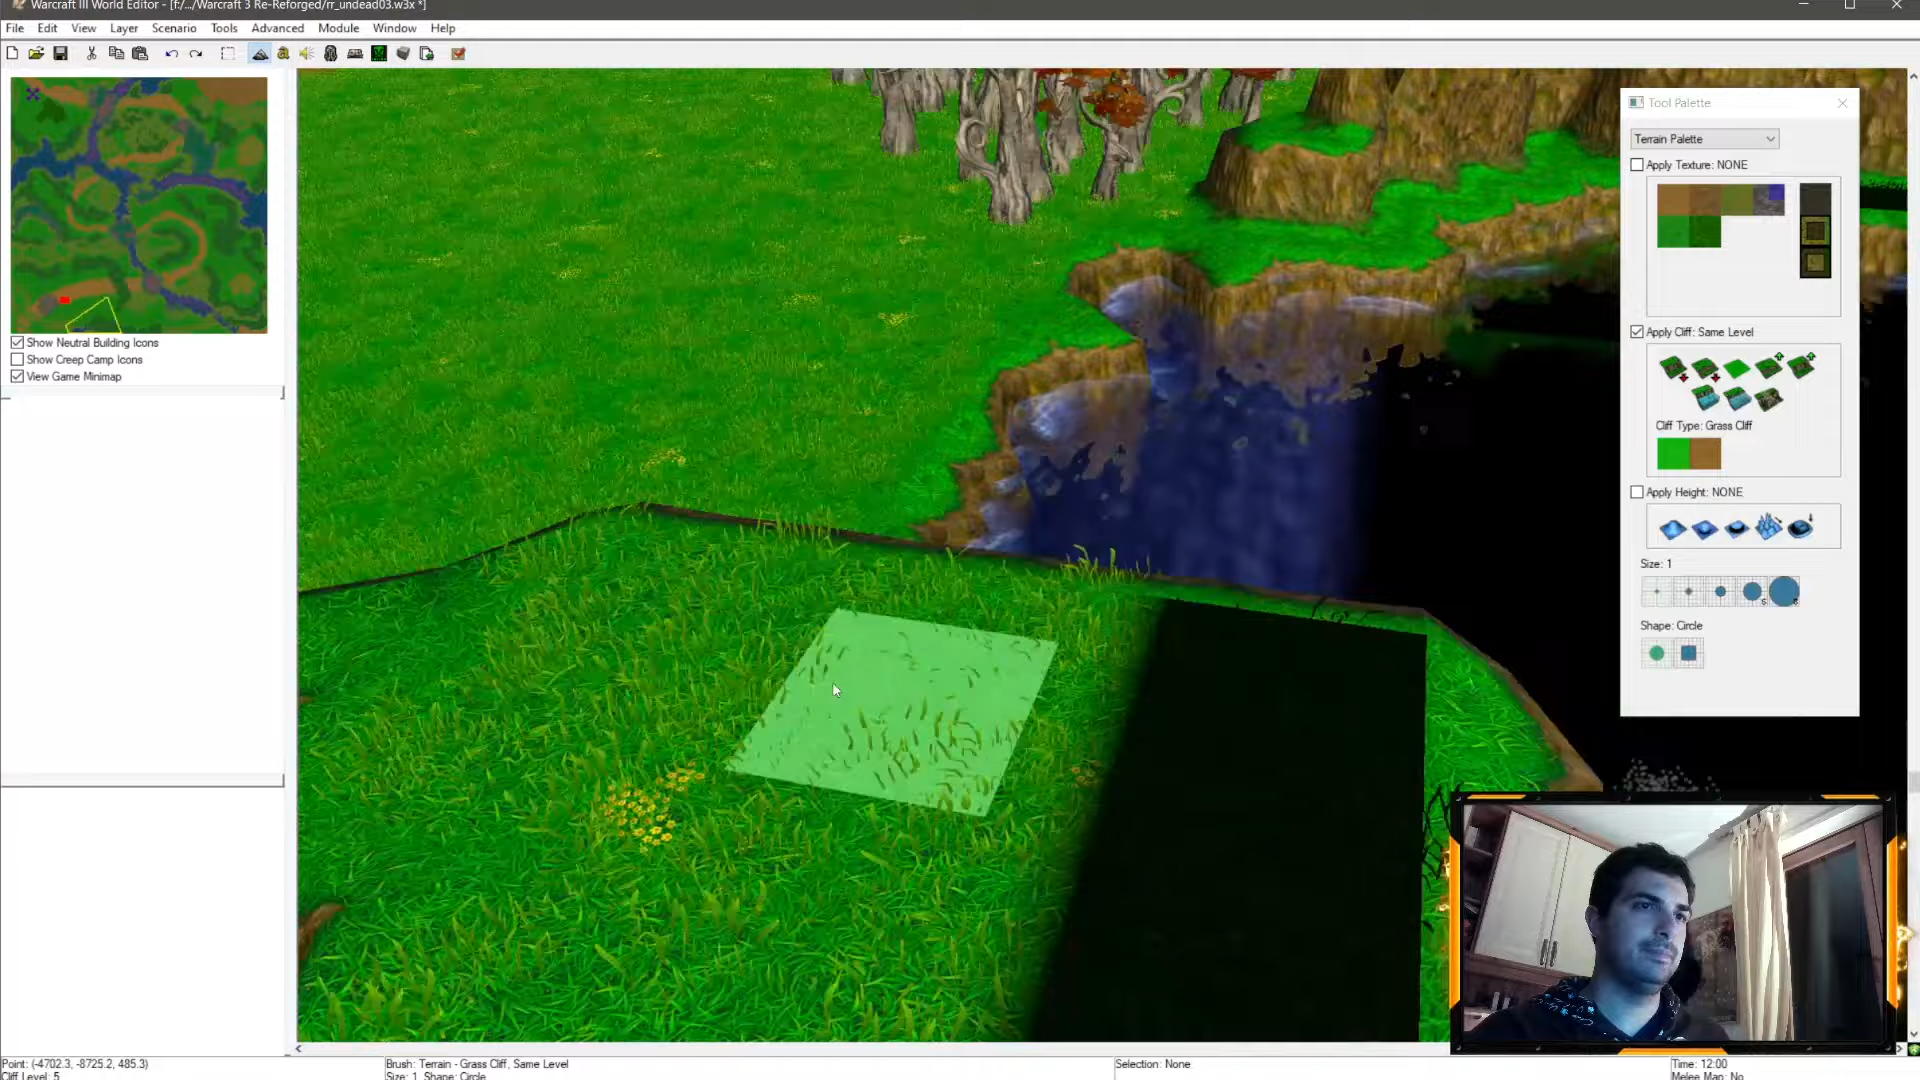 Warcraft III World Editor - [f:/.../Warcraft 3 Re-Reforged/rr_undead03.w3x *]
File Edit View Layer Scenario Tools Advanced Module Window Help
Tool Palette
Terrain Palette
Apply Texture: NONE
Apply Cliff: Same Level
Cliff Type: Grass Cliff
Apply Height: NONE
Size: 1
Shape: Circle
Show Neutral Building Icons
Show Creep Camp Icons
View Game Minimap
Point: (-4702.3, -8725.2, 485.3)
Cliff Level: 5
Brush: Terrain - Grass Cliff, Same Level
Size: 1, Shape: Circle
Selection: None
Time: 12:00
Melee Map: No